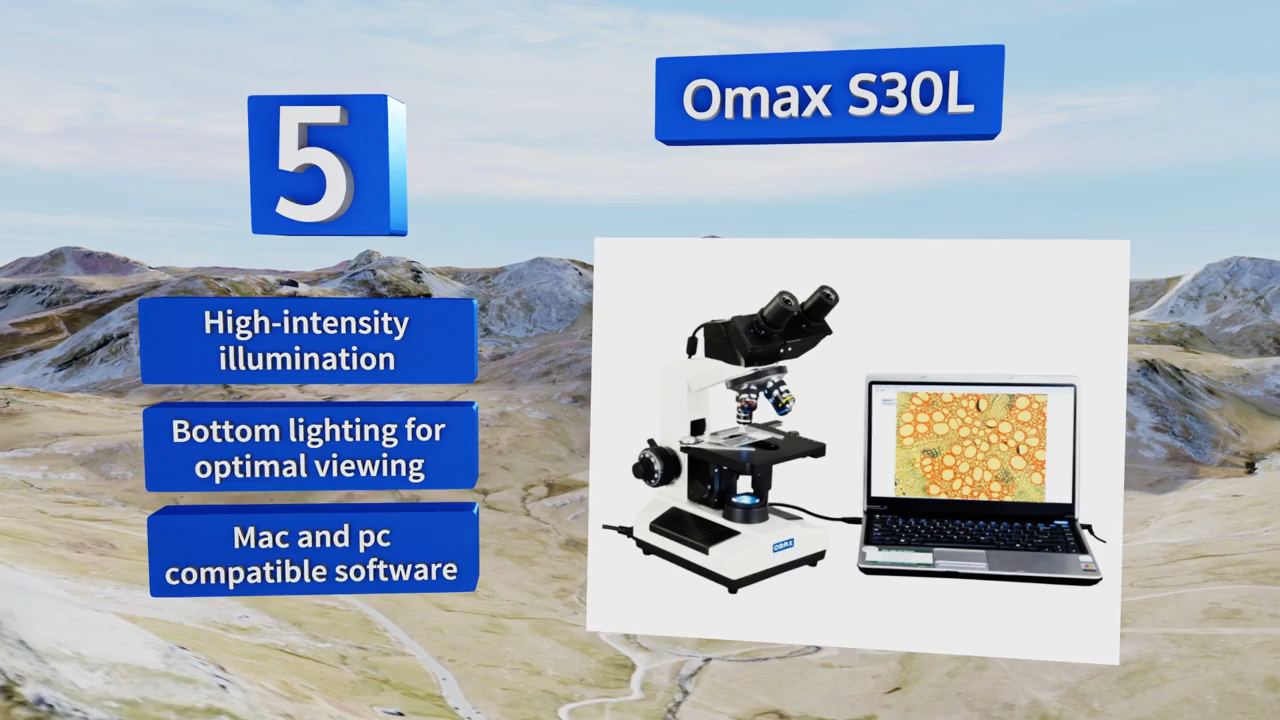 5
Omax S30L
High-intensity
illumination
Bottom lighting for
optimal viewing
Mac and pc
compatible software
OMAX